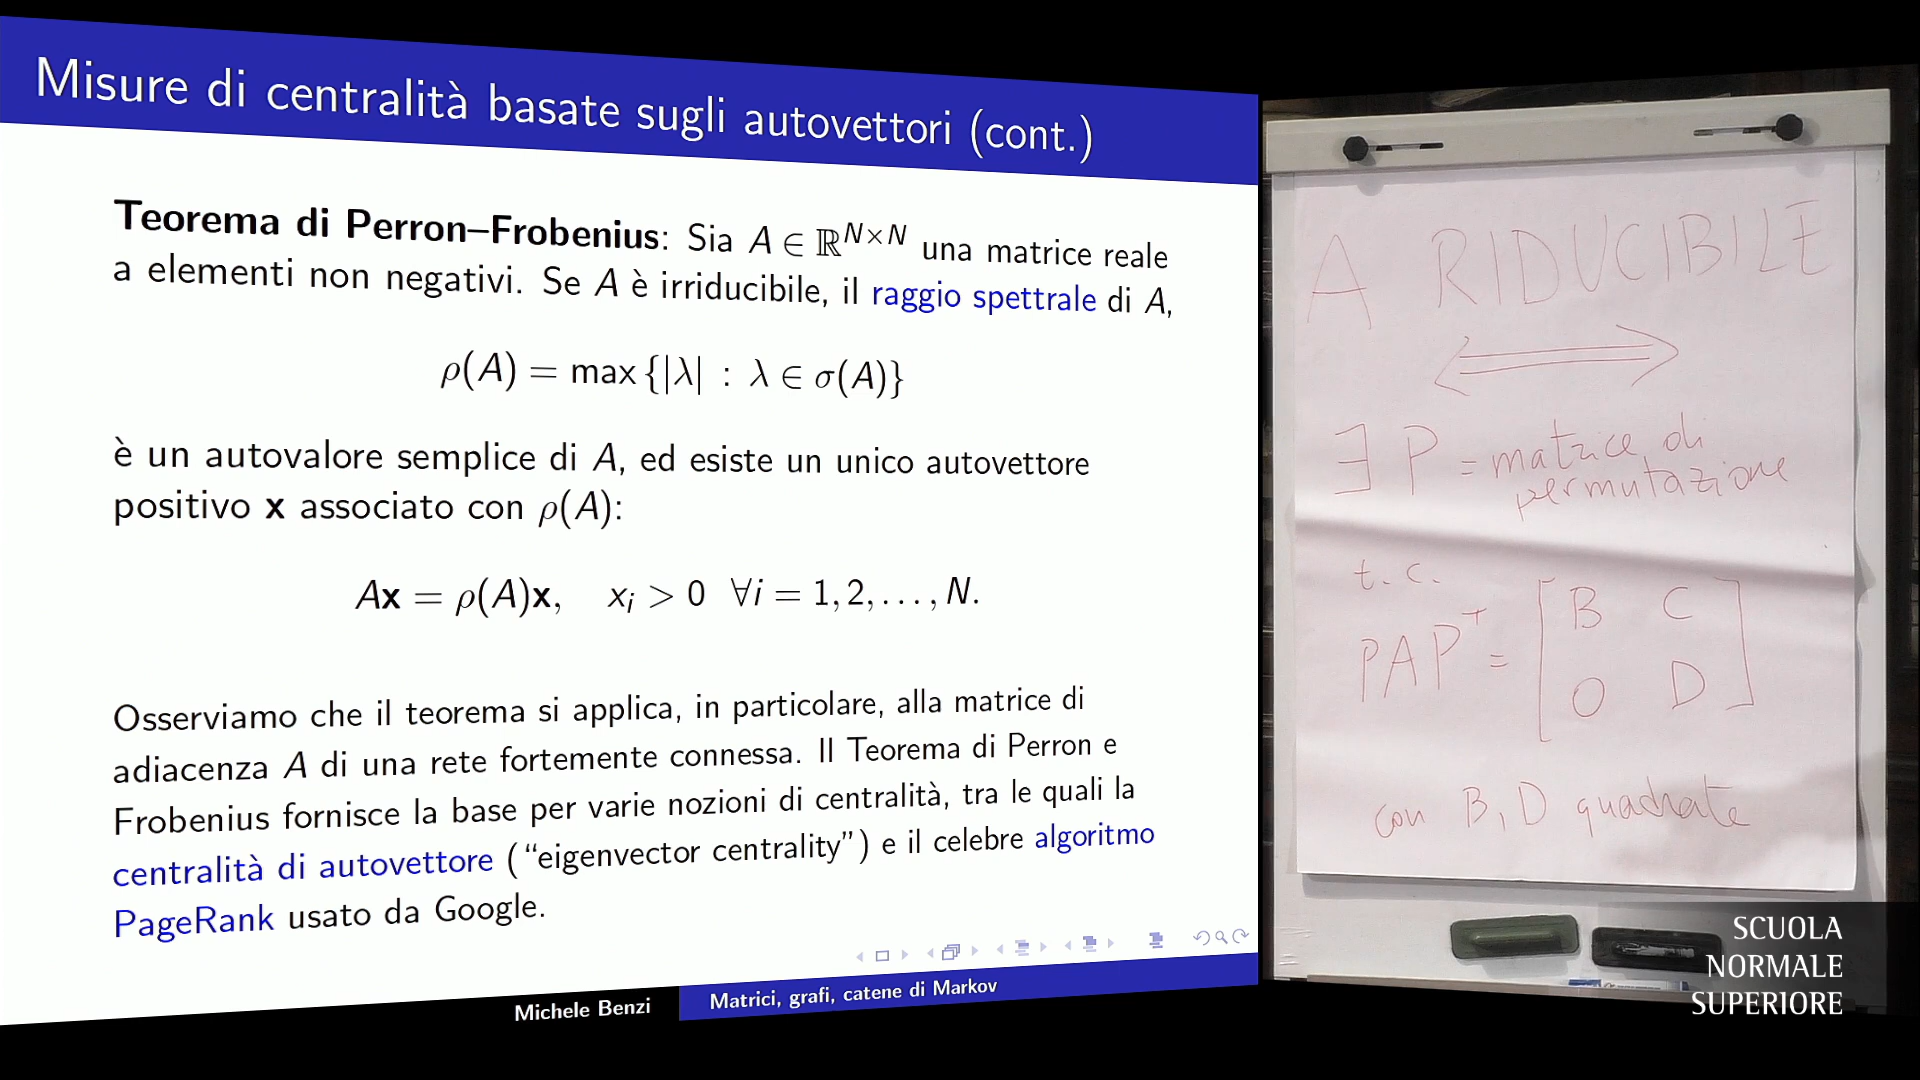 Misure di centralità basate sugli autovettori (cont.)
Teorema di Perron–Frobenius: Sia A ∈ ℝ^{N×N} una matrice reale
a elementi non negativi. Se A è irriducibile, il raggio spettrale di A,
ρ(A) = max {|λ| : λ ∈ σ(A)}
è un autovalore semplice di A, ed esiste un unico autovettore
positivo x associato con ρ(A):
Ax = ρ(A)x, x_i > 0 ∀i = 1, 2, . . . , N.
Osserviamo che il teorema si applica, in particolare, alla matrice di
adiacenza A di una rete fortemente connessa. Il Teorema di Perron e
Frobenius fornisce la base per varie nozioni di centralità, tra le quali la
centralità di autovettore (“eigenvector centrality”) e il celebre algoritmo
PageRank usato da Google.
Michele Benzi
Matrici, grafi, catene di Markov
A RIDUCIBILE
⟺
∃ P = matrice di
permutazione
t.c.
PAP^T = [B C
O D]
con B, D quadrate
SCUOLA
NORMALE
SUPERIORE